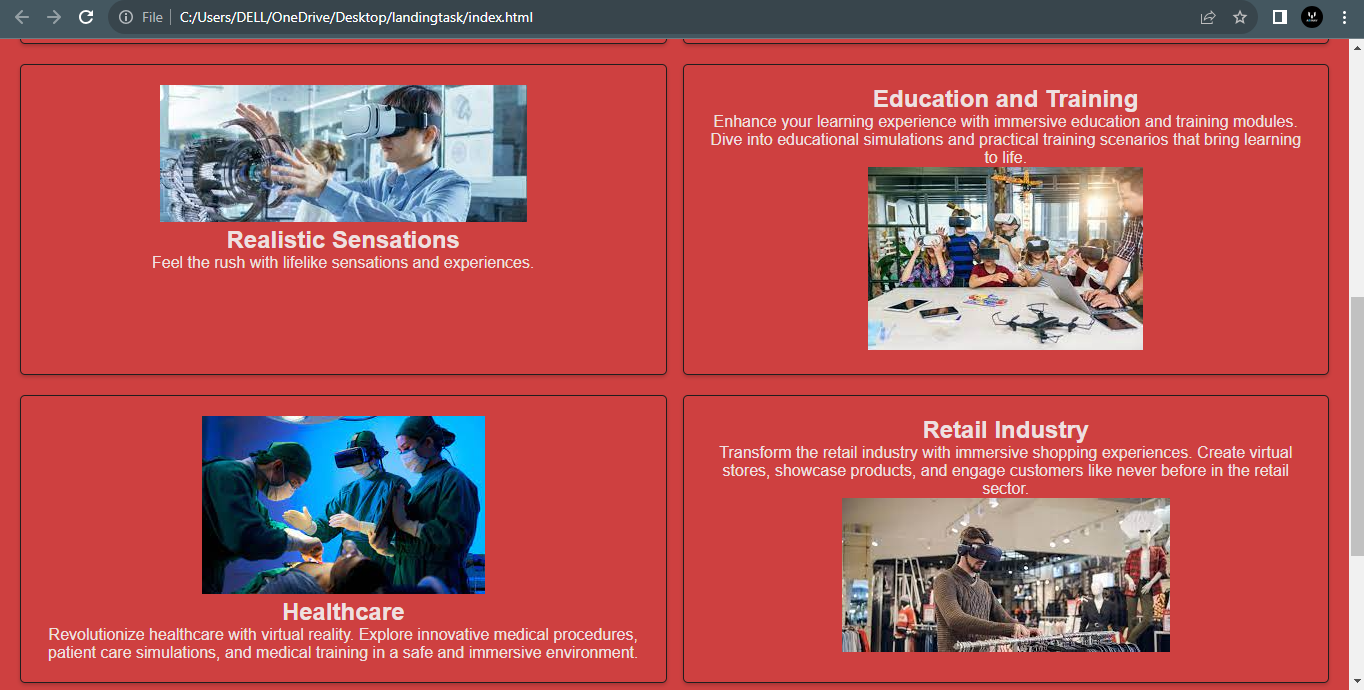 File
C:/Users/DELL/OneDrive/Desktop/landingtask/index.html
Realistic Sensations
Feel the rush with lifelike sensations and experiences.
Education and Training
Enhance your learning experience with immersive education and training modules.
Dive into educational simulations and practical training scenarios that bring learning
to life.
Healthcare
Revolutionize healthcare with virtual reality. Explore innovative medical procedures,
patient care simulations, and medical training in a safe and immersive environment.
Retail Industry
Transform the retail industry with immersive shopping experiences. Create virtual
stores, showcase products, and engage customers like never before in the retail
sector.